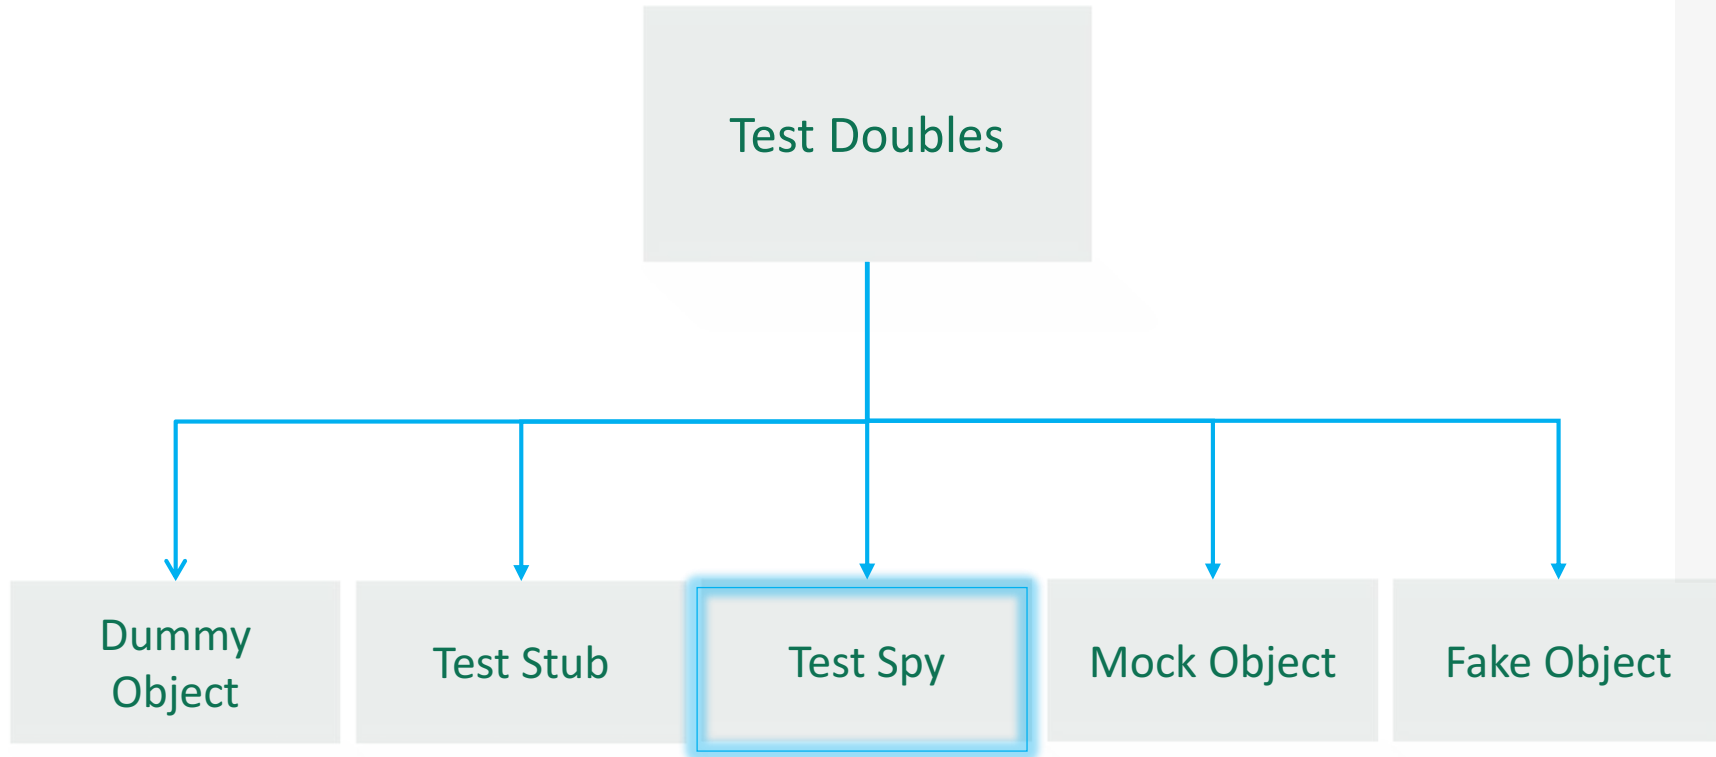 Test Doubles
Dummy
Object
Test Stub
Test Spy
Mock Object
Fake Object